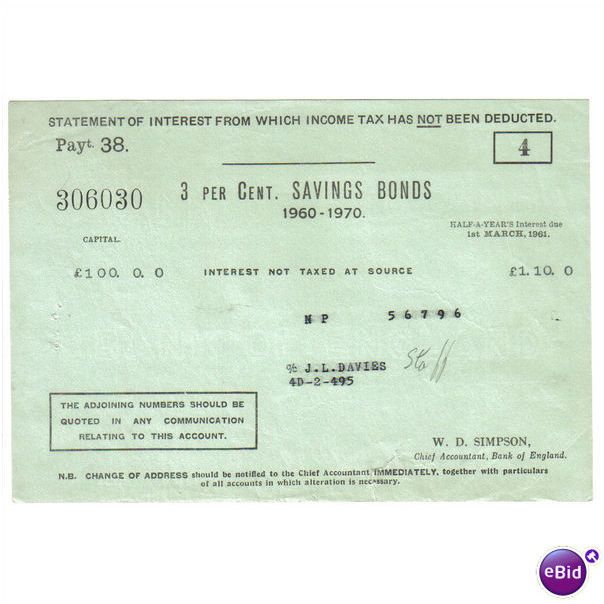 STATEMENT OF INTEREST FROM WHICH INCOME TAX HAS NOT BEEN DEDUCTED.
Payt. 38.
4
306030
3 PER CENT. SAVINGS BONDS
1960-1970.
HALF-A-YEAR'S Interest due
1st MARCH, 1961.
CAPITAL.
£100. 0. 0
INTEREST NOT TAXED AT SOURCE
£1.10. 0
N P 56796
% J.L.DAVIES Staff
4D-2-495
THE ADJOINING NUMBERS SHOULD BE
QUOTED IN ANY COMMUNICATION
RELATING TO THIS ACCOUNT.
W. D. SIMPSON,
Chief Accountant, Bank of England.
N.B. CHANGE OF ADDRESS should be notified to the Chief Accountant IMMEDIATELY, together with particulars
of all accounts in which alteration is necessary.
eBid